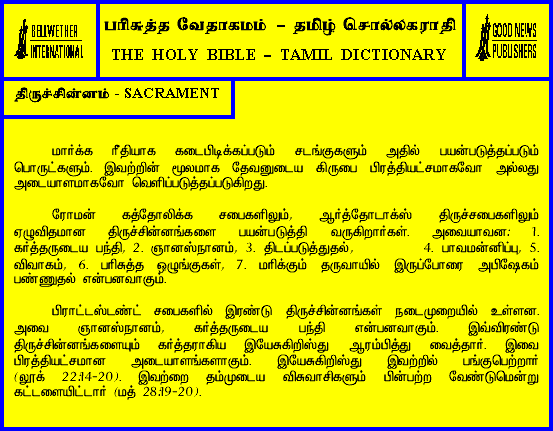 BELLWETHER
INTERNATIONAL
பரிசுத்த வேதாகமம் – தமிழ் சொல்லகராதி
THE HOLY BIBLE – TAMIL DICTIONARY
GOOD NEWS
PUBLISHERS
திருச்சின்னம் - SACRAMENT
மார்க்க ரீதியாக கடைபிடிக்கப்படும் சடங்குகளும் அதில் பயன்படுத்தப்படும்
பொருட்களும். இவற்றின் மூலமாக தேவனுடைய கிருபை பிரத்தியட்சமாகவோ அல்லது
அடையாளமாகவோ வெளிப்படுத்தப்படுகிறது.
ரோமன் கத்தோலிக்க சபைகளிலும், ஆர்த்தோடாக்ஸ் திருச்சபைகளிலும்
ஏழுவிதமான திருச்சின்னங்களை பயன்படுத்தி வருகிறார்கள். அவையாவன: 1.
கர்த்தருடைய பந்தி, 2. ஞானஸ்நானம், 3. திடப்படுத்துதல், 4. பாவமன்னிப்பு, 5.
விவாகம், 6. பரிசுத்த ஒழுங்குகள், 7. மரிக்கும் தருவாயில் இருப்போரை அபிஷேகம்
பண்ணுதல் என்பனவாகும்.
பிராட்டஸ்டண்ட் சபைகளில் இரண்டு திருச்சின்னங்கள் நடைமுறையில் உள்ளன.
அவை ஞானஸ்நானம், கர்த்தருடைய பந்தி என்பனவாகும். இவ்விரண்டு
திருச்சின்னங்களையும் கர்த்தராகிய இயேசுகிறிஸ்து ஆரம்பித்து வைத்தார். இவை
பிரத்தியட்சமான அடையாளங்களாகும். இயேசுகிறிஸ்து இவற்றில் பங்குபெற்றார்
(லூக் 22:14-20). இவற்றை தம்முடைய விசுவாசிகளும் பின்பற்ற வேண்டுமென்று
கட்டளையிட்டார் (மத் 28:19-20).